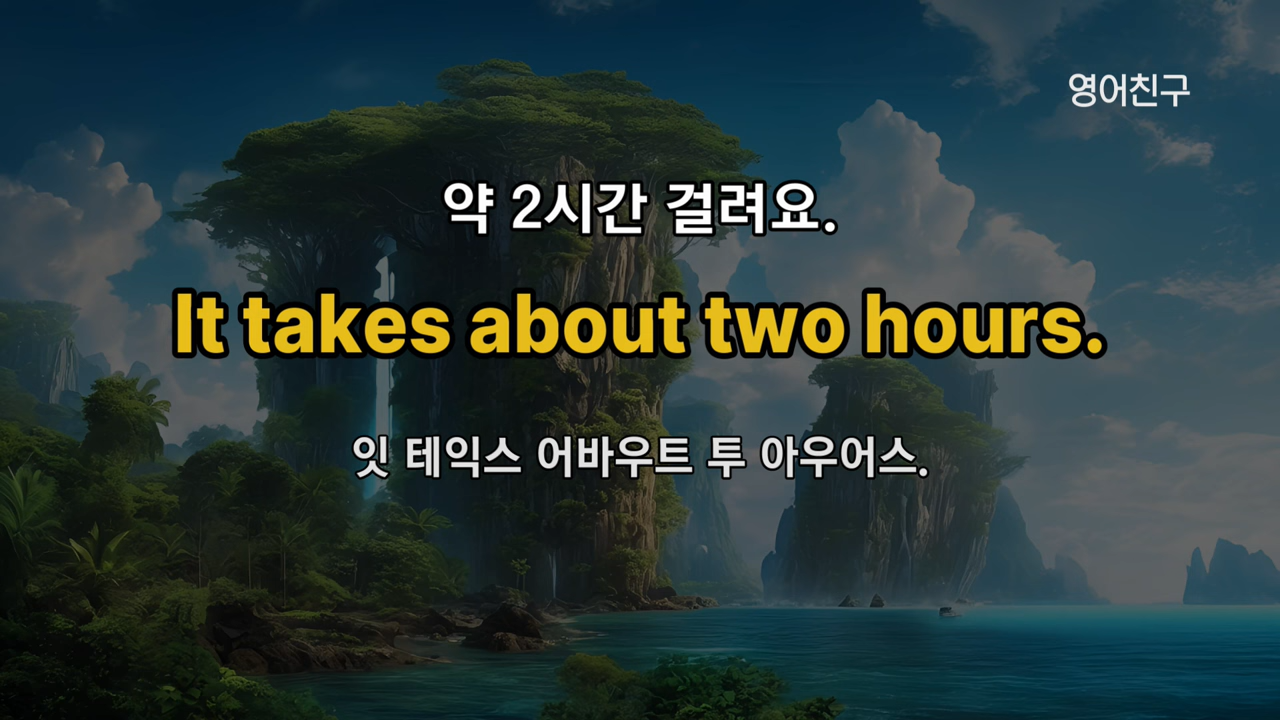 영어친구
약 2시간 걸려요.
It takes about two hours.
잇 테익스 어바우트 투 아우어스.